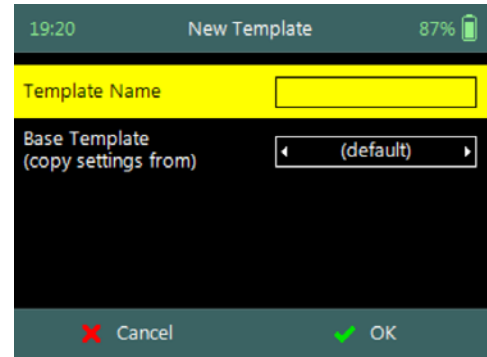 19:20 New Template 87%
Template Name
Base Template
(copy settings from) (default)
Cancel OK